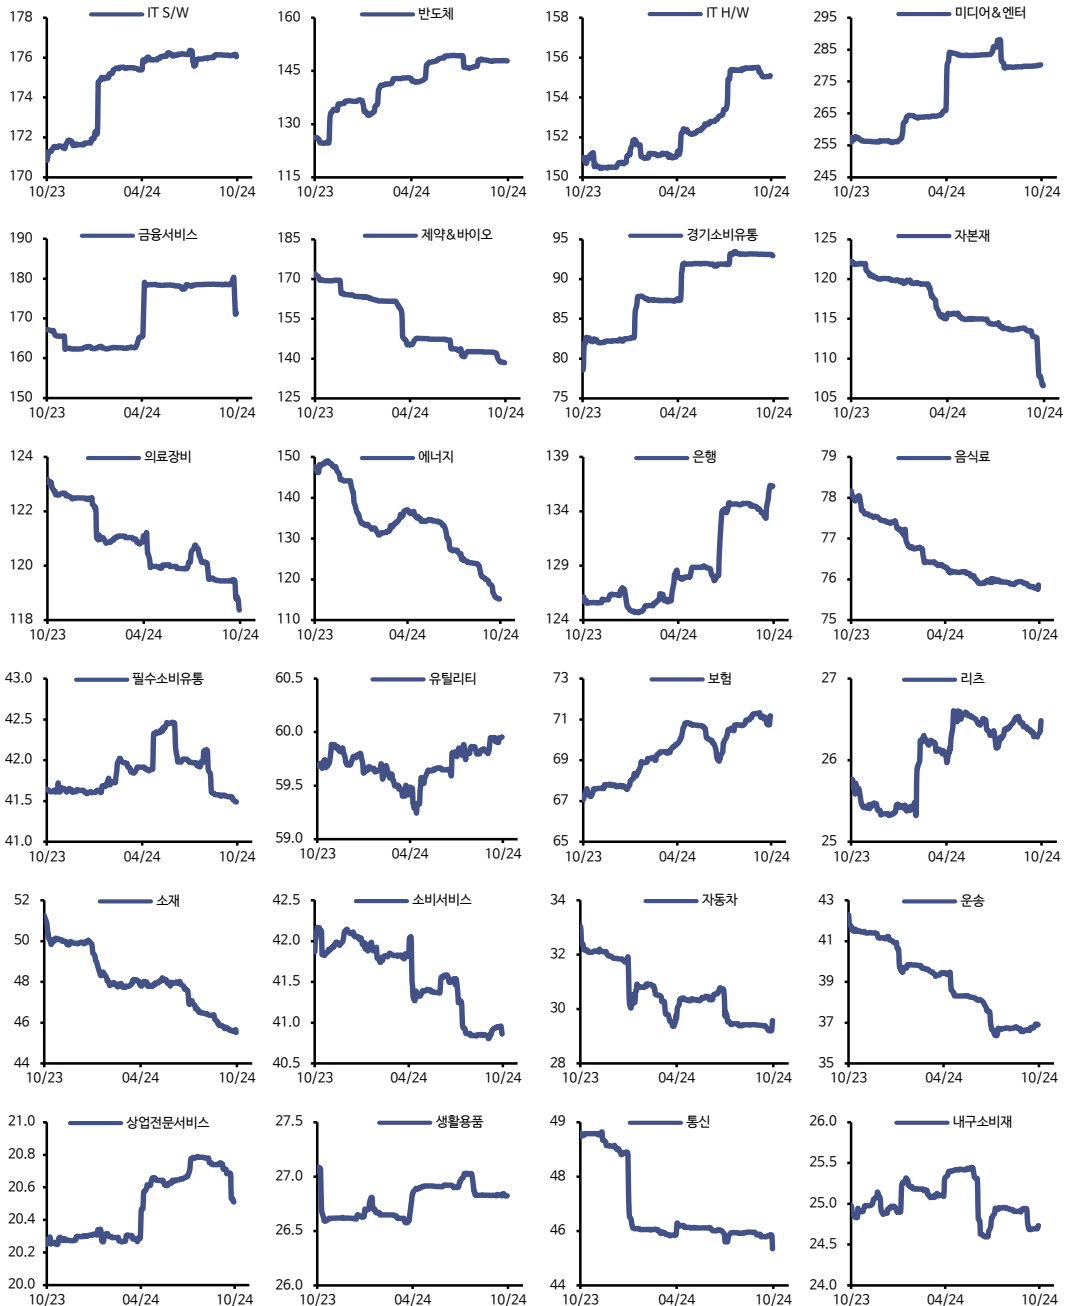 IT S/W
178
176
174
172
170
10/23 04/24 10/24
반도체
160
145
130
115
10/23 04/24 10/24
IT H/W
158
156
154
152
150
10/23 04/24 10/24
미디어&엔터
295
285
275
265
255
245
10/23 04/24 10/24
금융서비스
190
180
170
160
150
10/23 04/24 10/24
제약&바이오
185
170
155
140
125
10/23 04/24 10/24
경기소비유통
95
90
85
80
75
10/23 04/24 10/24
자본재
125
120
115
110
105
10/23 04/24 10/24
의료장비
124
122
120
118
10/23 04/24 10/24
에너지
150
140
130
120
110
10/23 04/24 10/24
은행
139
134
129
124
10/23 04/24 10/24
음식료
79
78
77
76
75
10/23 04/24 10/24
필수소비유통
43.0
42.5
42.0
41.5
41.0
10/23 04/24 10/24
유틸리티
60.5
60.0
59.5
59.0
10/23 04/24 10/24
보험
73
71
69
67
65
10/23 04/24 10/24
리츠
27
26
25
10/23 04/24 10/24
소재
52
50
48
46
44
10/23 04/24 10/24
소비서비스
42.5
42.0
41.5
41.0
40.5
10/23 04/24 10/24
자동차
34
32
30
28
10/23 04/24 10/24
운송
43
41
39
37
35
10/23 04/24 10/24
상업전문서비스
21.0
20.8
20.6
20.4
20.2
20.0
10/23 04/24 10/24
생활용품
27.5
27.0
26.5
26.0
10/23 04/24 10/24
통신
49
48
46
45
44
10/23 04/24 10/24
내구소비재
26.0
25.5
25.0
24.5
24.0
10/23 04/24 10/24